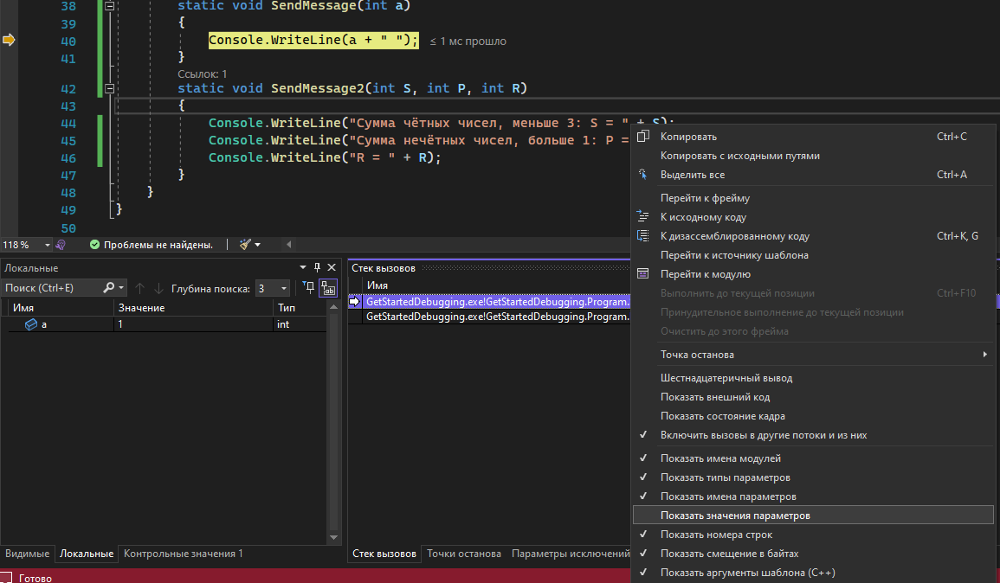 38 static void SendMessage(int a)
39 {
40 Console.WriteLine(a + " "); ≤ 1 мс прошло
41 }
Ссылок: 1
42 static void SendMessage2(int S, int P, int R)
43 {
44 Console.WriteLine("Сумма чётных чисел, меньше 3: S = " + S);
45 Console.WriteLine("Сумма нечётных чисел, больше 1: P =
46 Console.WriteLine("R = " + R);
47 }
48 }
49 }
50
118 % Проблемы не найдены.
Локальные
Поиск (Ctrl+E) Глубина поиска: 3
Имя Значение Тип
a 1 int
Видимые Локальные Контрольные значения 1
Стек вызовов
Имя
GetStartedDebugging.exe!GetStartedDebugging.Program.
GetStartedDebugging.exe!GetStartedDebugging.Program.
Стек вызовов Точки останова Параметры исключений
Копировать Ctrl+C
Копировать с исходными путями
Выделить все Ctrl+A
Перейти к фрейму
К исходному коду
К дизассемблированному коду Ctrl+K, G
Перейти к источнику шаблона
Перейти к модулю
Выполнить до текущей позиции Ctrl+F10
Принудительное выполнение до текущей позиции
Очистить до этого фрейма
Точка останова
Шестнадцатеричный вывод
Показать внешний код
Показать состояние кадра
Включить вызовы в другие потоки и из них
Показать имена модулей
Показать типы параметров
Показать имена параметров
Показать значения параметров
Показать номера строк
Показать смещение в байтах
Показать аргументы шаблона (C++)
Готово